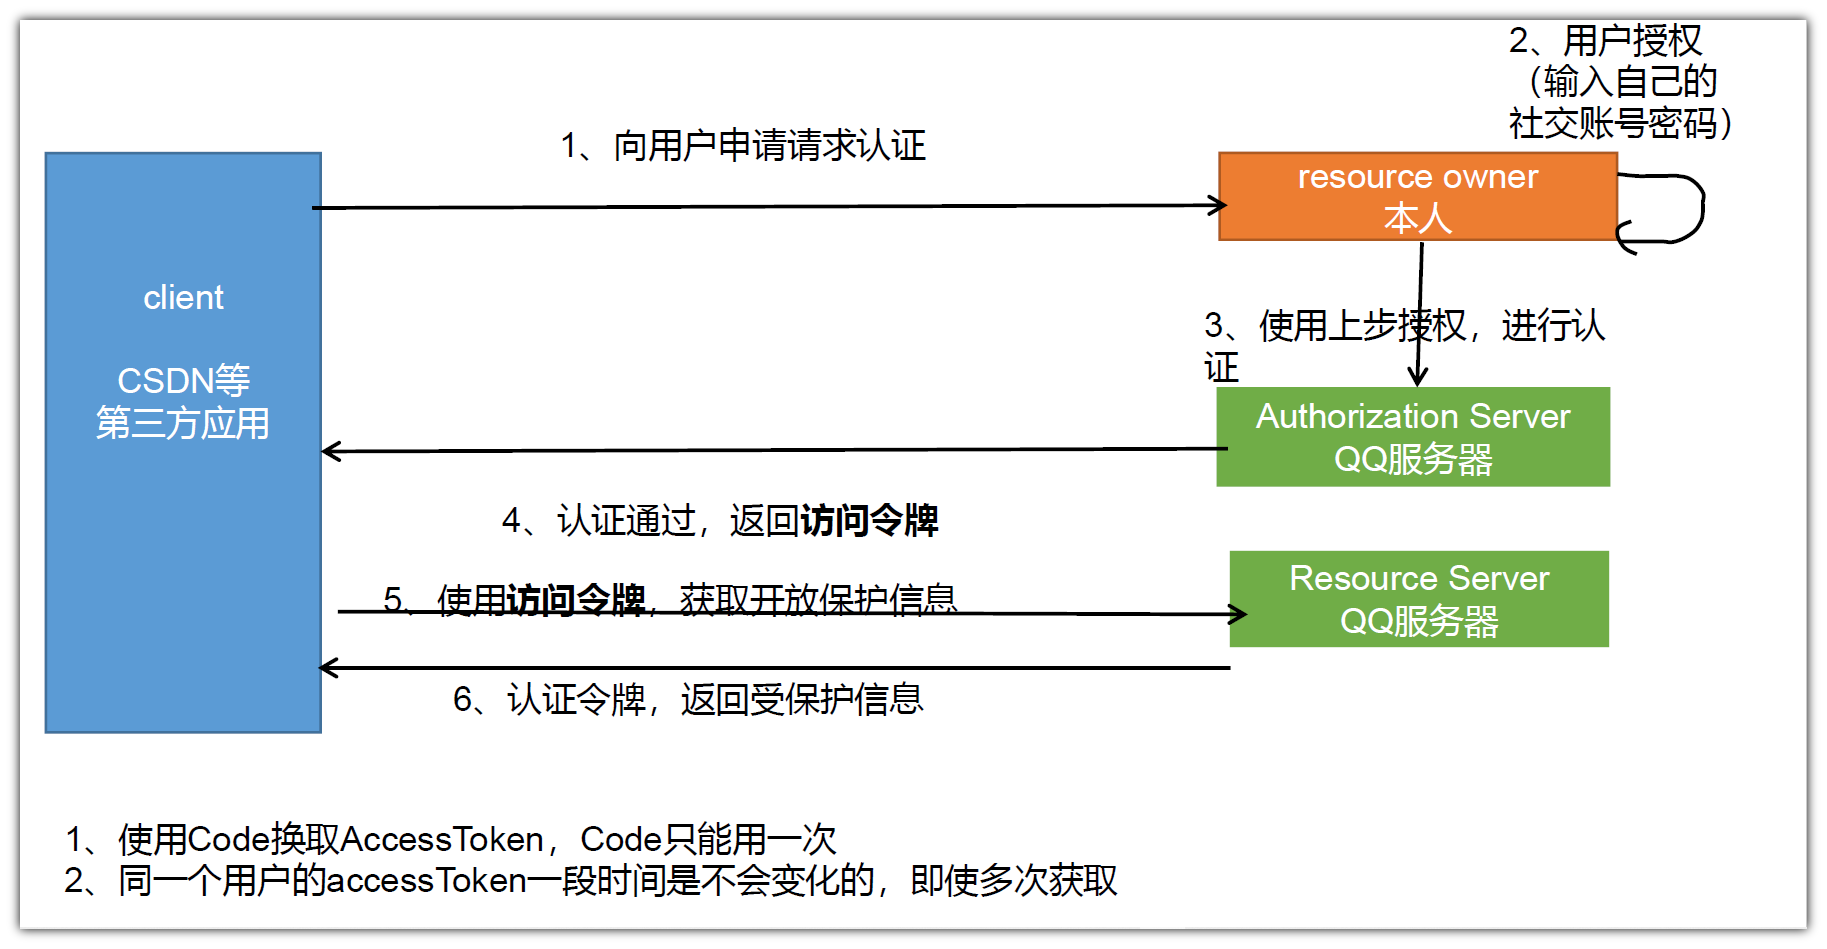 2、用户授权
（输入自己的
社交账号密码）
1、向用户申请请求认证
resource owner
本人
client
CSDN等
第三方应用
3、使用上步授权，进行认
证
Authorization Server
QQ服务器
4、认证通过，返回访问令牌
5、使用访问令牌，获取开放保护信息
Resource Server
QQ服务器
6、认证令牌，返回受保护信息
1、使用Code换取AccessToken，Code只能用一次
2、同一个用户的accessToken一段时间是不会变化的，即使多次获取